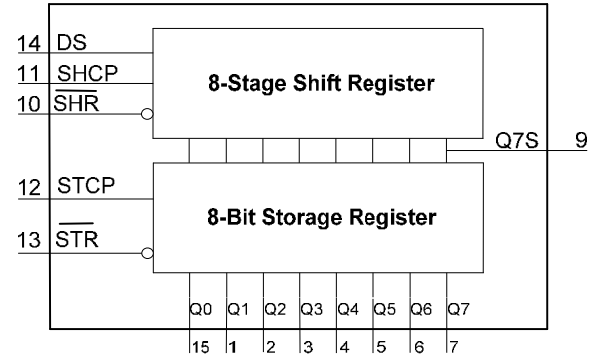 14 DS
11 SHCP
10 SHR
8-Stage Shift Register
Q7S 9
12 STCP
13 STR
8-Bit Storage Register
Q0 Q1 Q2 Q3 Q4 Q5 Q6 Q7
15 1 2 3 4 5 6 7